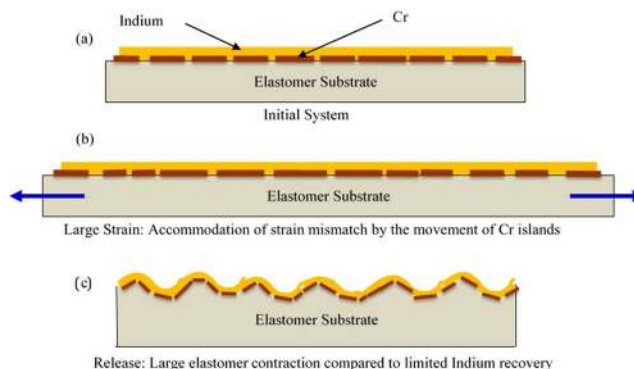 Indium
Cr
(a)
Elastomer Substrate
Initial System
(b)
Elastomer Substrate
Large Strain: Accommodation of strain mismatch by the movement of Cr islands
(c)
Elastomer Substrate
Release: Large elastomer contraction compared to limited Indium recovery